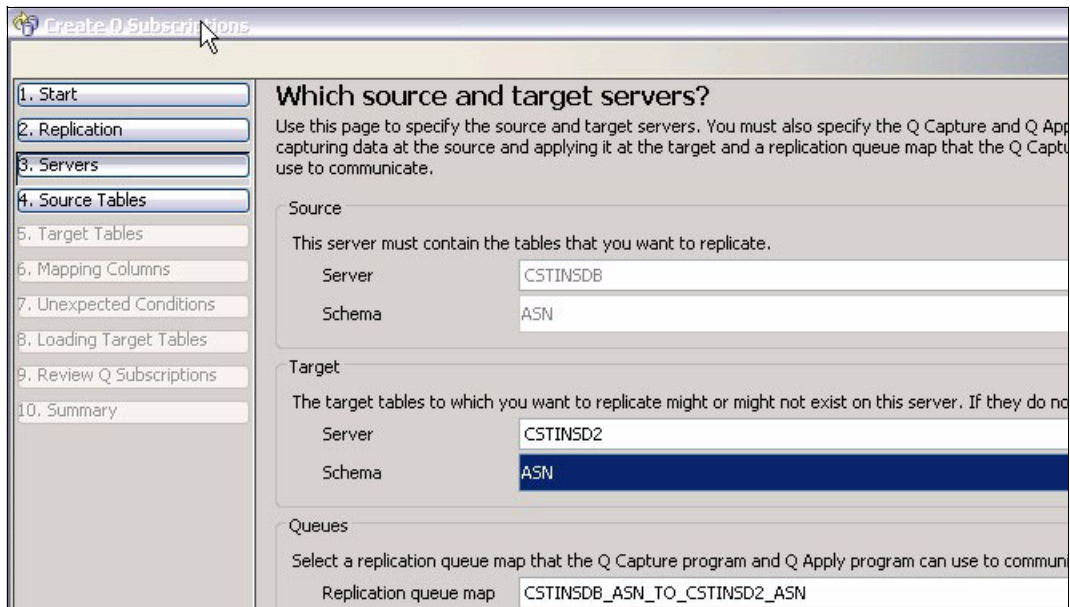 Create Q Subscriptions
1. Start
2. Replication
3. Servers
4. Source Tables
5. Target Tables
6. Mapping Columns
7. Unexpected Conditions
8. Loading Target Tables
9. Review Q Subscriptions
10. Summary
Which source and target servers?
Use this page to specify the source and target servers. You must also specify the Q Capture and Q App
capturing data at the source and applying it at the target and a replication queue map that the Q Captu
use to communicate.
Source
This server must contain the tables that you want to replicate.
Server CSTINSDB
Schema ASN
Target
The target tables to which you want to replicate might or might not exist on this server. If they do no
Server CSTINSD2
Schema ASN
Queues
Select a replication queue map that the Q Capture program and Q Apply program can use to communi
Replication queue map CSTINSDB_ASN_TO_CSTINSD2_ASN